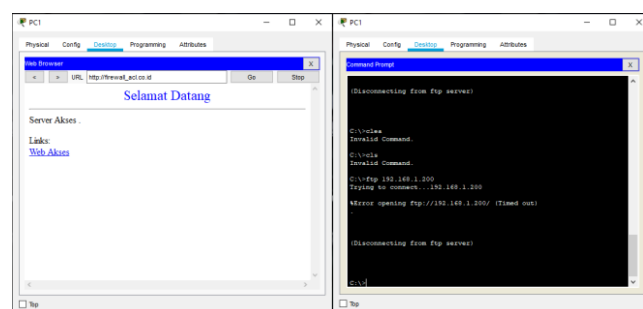 PC1
Physical Config Desktop Programming Attributes
Web Browser X
< > URL http://firewall_acl.co.id Go Stop
Selamat Datang
Server Akses .
Links:
Web Akses
Top
PC1
Physical Config Desktop Programming Attributes
Command Prompt X
(Disconnecting from ftp server)
C:\>clea
Invalid Command.
C:\>cls
Invalid Command.
C:\>ftp 192.168.1.200
Trying to connect...192.168.1.200
%Error opening ftp://192.168.1.200/ (Timed out)
.
(Disconnecting from ftp server)
C:\>
Top